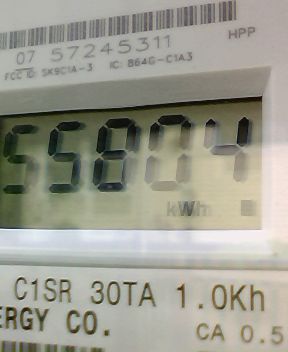 07 57245311
HPP
FCC ID: SK9C1A-3 IC: 864G-C1A3
55804
kWh
C1SR 30TA 1.0Kh
ERGY CO.
CA 0.5